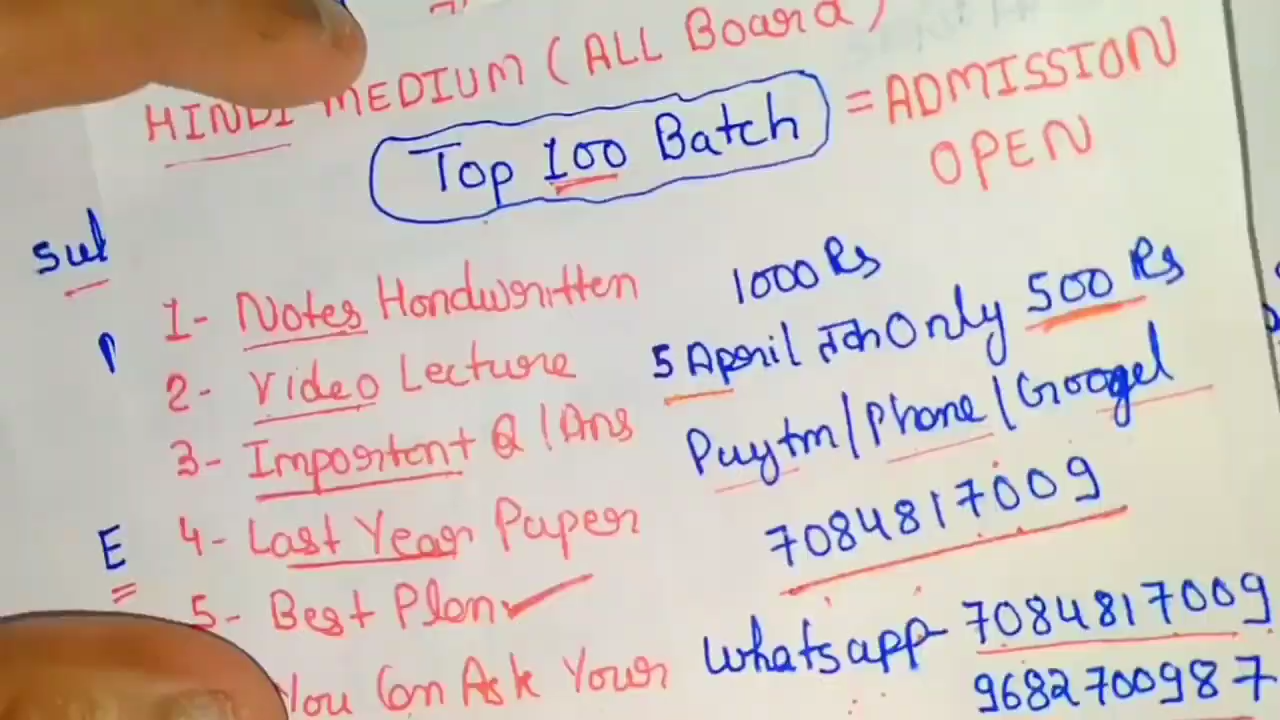 HINDI MEDIUM (ALL Board)
Top 100 Batch = ADMISSION
OPEN
Sub
1- Notes Handwritten
1000 Rs
2- Video Lecture
5 April तक Only 500 Rs
3- Important Q/Ans
Paytm/Phone/Googel
7084817009
E
4- Last Year Paper
5- Best Plan
Whatsapp- 7084817009
You Can Ask Your
9682700987